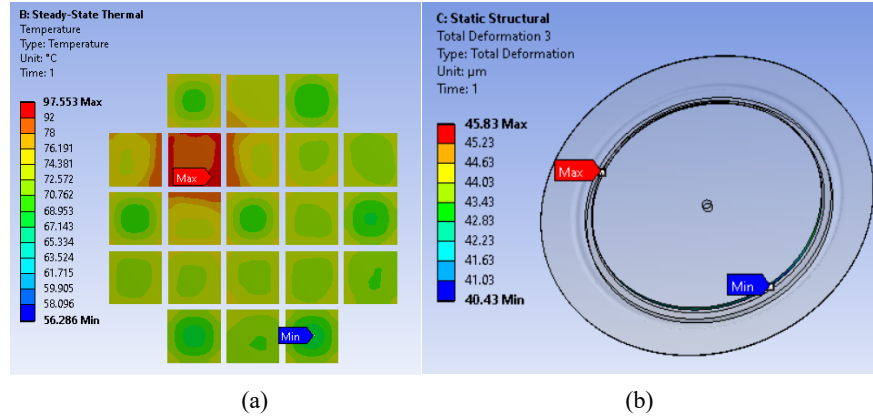 B: Steady-State Thermal
Temperature
Type: Temperature
Unit: °C
Time: 1
97.553 Max
92
78
76.191
74.381
72.572
70.762
68.953
67.143
65.334
63.524
61.715
59.905
58.096
56.286 Min
Max
Min
(a)
C: Static Structural
Total Deformation 3
Type: Total Deformation
Unit: µm
Time: 1
45.83 Max
45.23
44.63
44.03
43.43
42.83
42.23
41.63
41.03
40.43 Min
Max
Min
(b)